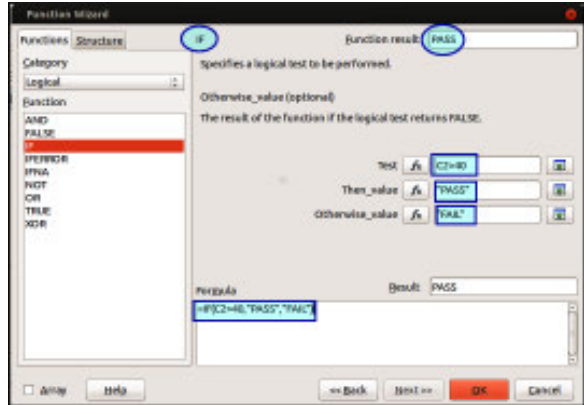 Function Wizard
Functions Structure
IF
Function result PASS
Category
Specifies a logical test to be performed.
Logical
Function
Otherwise_value (optional)
The result of the function if the logical test returns FALSE.
AND
FALSE
IF
IFERROR
IFNA
NOT
OR
TRUE
XOR
Test fx C2>40
Then_value fx "PASS"
Otherwise_value fx "FAIL"
Formula
Result PASS
=IF(C2>40,"PASS","FAIL")
Array
Help
<< Back
Next >>
OK
Cancel